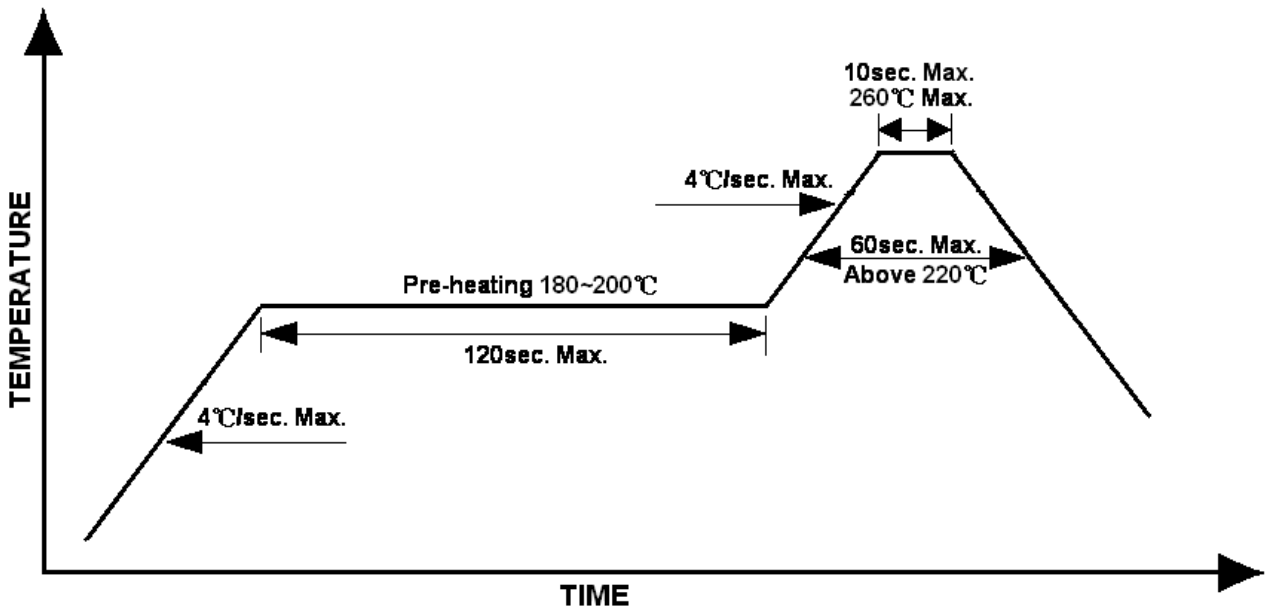 10sec. Max.
260℃ Max.
4℃/sec. Max.
60sec. Max.
Above 220℃
Pre-heating 180~200℃
120sec. Max.
4℃/sec. Max.
TEMPERATURE
TIME